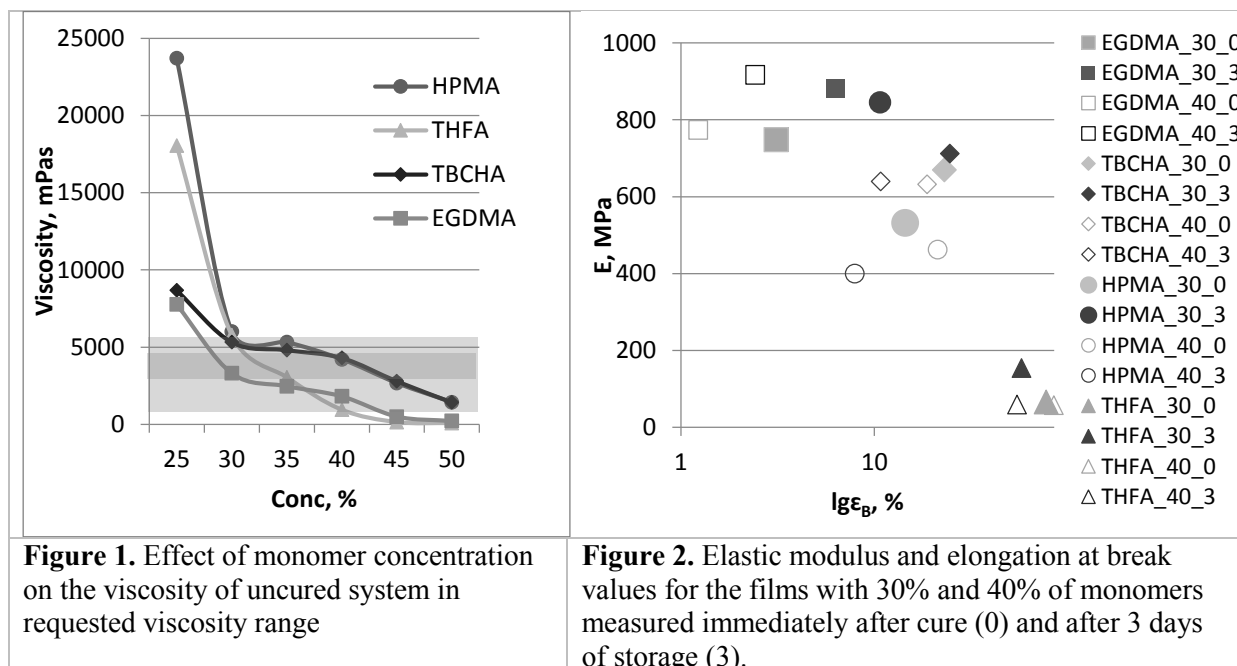 25000
20000
15000
10000
5000
0
Viscosity, mPas
25 30 35 40 45 50
Conc, %
HPMA
THFA
TBCHA
EGDMA
1000
800
600
400
200
0
E, MPa
1 10
lgεB, %
EGDMA_30_0
EGDMA_30_3
EGDMA_40_0
EGDMA_40_3
TBCHA_30_0
TBCHA_30_3
TBCHA_40_0
TBCHA_40_3
HPMA_30_0
HPMA_30_3
HPMA_40_0
HPMA_40_3
THFA_30_0
THFA_30_3
THFA_40_0
THFA_40_3
Figure 1. Effect of monomer concentration
on the viscosity of uncured system in
requested viscosity range
Figure 2. Elastic modulus and elongation at break
values for the films with 30% and 40% of monomers
measured immediately after cure (0) and after 3 days
of storage (3).